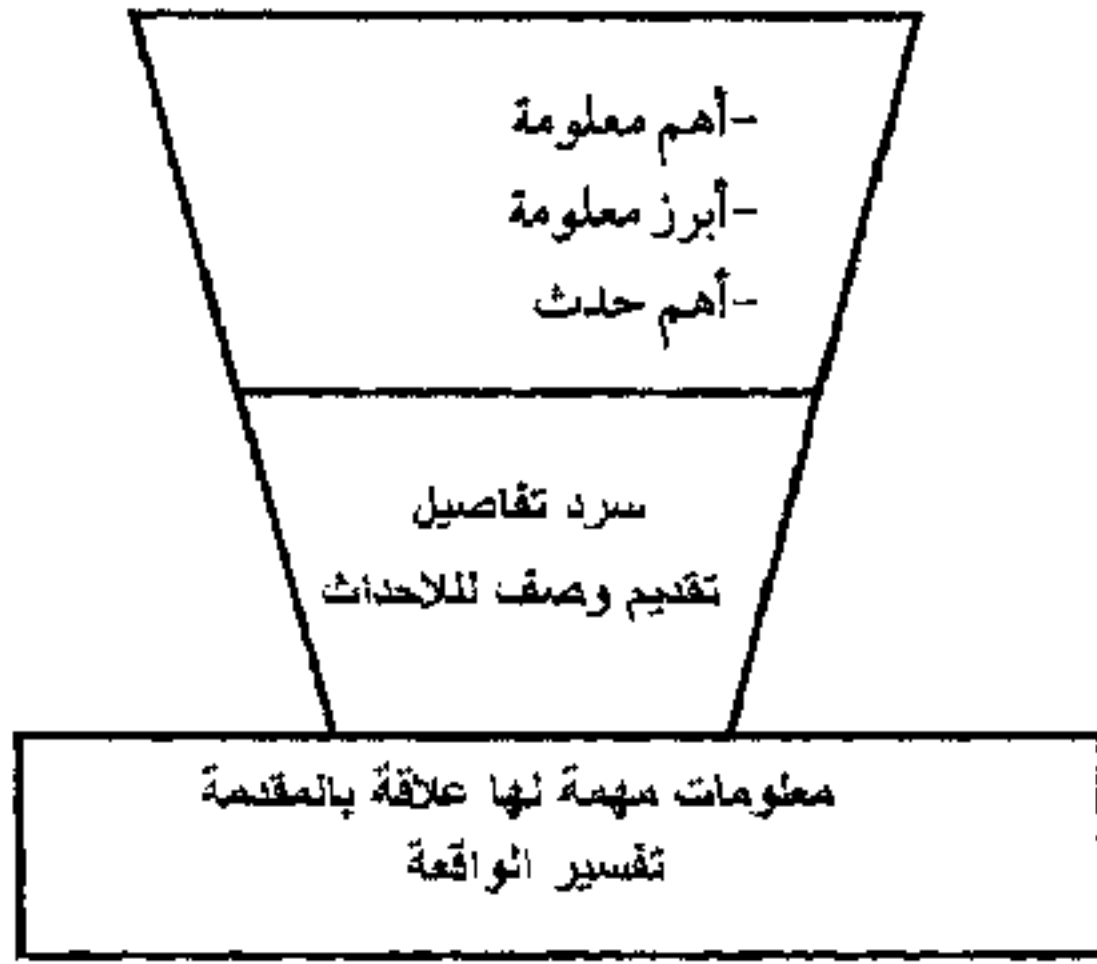 -أهم معلومة
-أبرز معلومة
-أهم حدث
سرد تفاصيل
تقديم وصف للاحداث
معلومات مهمة لها علاقة بالمقدمة
تفسير الواقعة